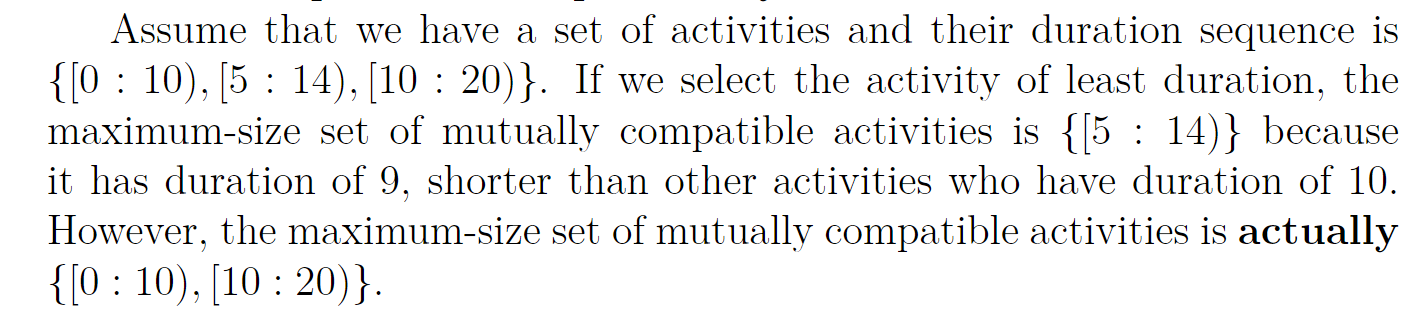 Assume that we have a set of activities and their duration sequence is
{[0 : 10), [5 : 14), [10 : 20)}. If we select the activity of least duration, the
maximum-size set of mutually compatible activities is {[5 : 14)} because
it has duration of 9, shorter than other activities who have duration of 10.
However, the maximum-size set of mutually compatible activities is actually
{[0 : 10), [10 : 20)}.